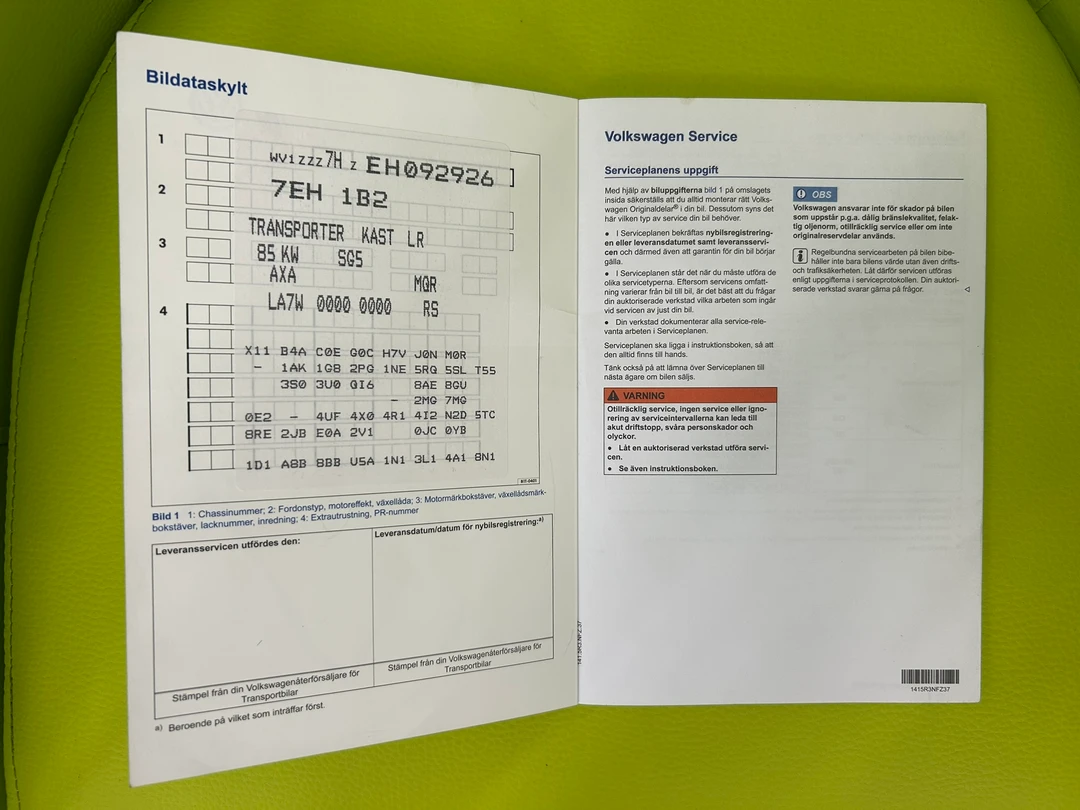 Bildataskylt
1
WV1ZZZ7H Z EH092926
2
7EH 1B2
TRANSPORTER KAST LR
3
85 KW SG5
AXA MQR
4
LA7W 0000 0000 RS
X11 B4A C0E G0C H7V J0N M0R
- 1AK 1G8 2PG 1NE 5RQ 5SL T55
3S0 3U0 GI6 8AE 8GU
- 2MG 7MG
0E2 - 4UF 4X0 4R1 4I2 N2D 5TC
8RE 2JB E0A 2V1 0JC 0YB
1D1 A8B 8BB U5A 1N1 3L1 4A1 8N1
BIT-0403
Bild 1 1: Chassinummer; 2: Fordonstyp, motoreffekt, växellåda; 3: Motormärkbokstäver, växellådsmärk-
bokstäver, lacknummer, inredning; 4: Extrautrustning, PR-nummer
Leveransservicen utfördes den:
Leveransdatum/datum för nybilsregistrering:a)
Stämpel från din Volkswagenåterförsäljare för
Transportbilar
Stämpel från din Volkswagenåterförsäljare för
Transportbilar
a) Beroende på vilket som inträffar först.
141.5R3.NFZ.37
Volkswagen Service
Serviceplanens uppgift
Med hjälp av biluppgifterna bild 1 på omslagets
insida säkerställs att du alltid monterar rätt Volks-
wagen Originaldelar® i din bil. Dessutom syns det
här vilken typ av service din bil behöver.
● I Serviceplanen bekräftas nybilsregistrering-
en eller leveransdatumet samt leveransservi-
cen och därmed även att garantin för din bil börjar
gälla.
● I Serviceplanen står det när du måste utföra de
olika servicetyperna. Eftersom servicens omfatt-
ning varierar från bil till bil, är det bäst att du frågar
din auktoriserade verkstad vilka arbeten som ingår
vid servicen av just din bil.
● Din verkstad dokumenterar alla service-rele-
vanta arbeten i Serviceplanen.
Serviceplanen ska ligga i instruktionsboken, så att
den alltid finns till hands.
Tänk också på att lämna över Serviceplanen till
nästa ägare om bilen säljs.
VARNING
Otillräcklig service, ingen service eller igno-
rering av serviceintervallerna kan leda till
akut driftstopp, svåra personskador och
olyckor.
● Låt en auktoriserad verkstad utföra servi-
cen.
● Se även instruktionsboken.
OBS
Volkswagen ansvarar inte för skador på bilen
som uppstår p.g.a. dålig bränslekvalitet, felak-
tig oljenorm, otillräcklig service eller om inte
originalreservdelar används.
Regelbundna servicearbeten på bilen bibe-
håller inte bara bilens värde utan även drifts-
och trafiksäkerheten. Låt därför servicen utföras
enligt uppgifterna i serviceprotokollen. Din auktori-
serade verkstad svarar gärna på frågor.
1415R3NFZ37